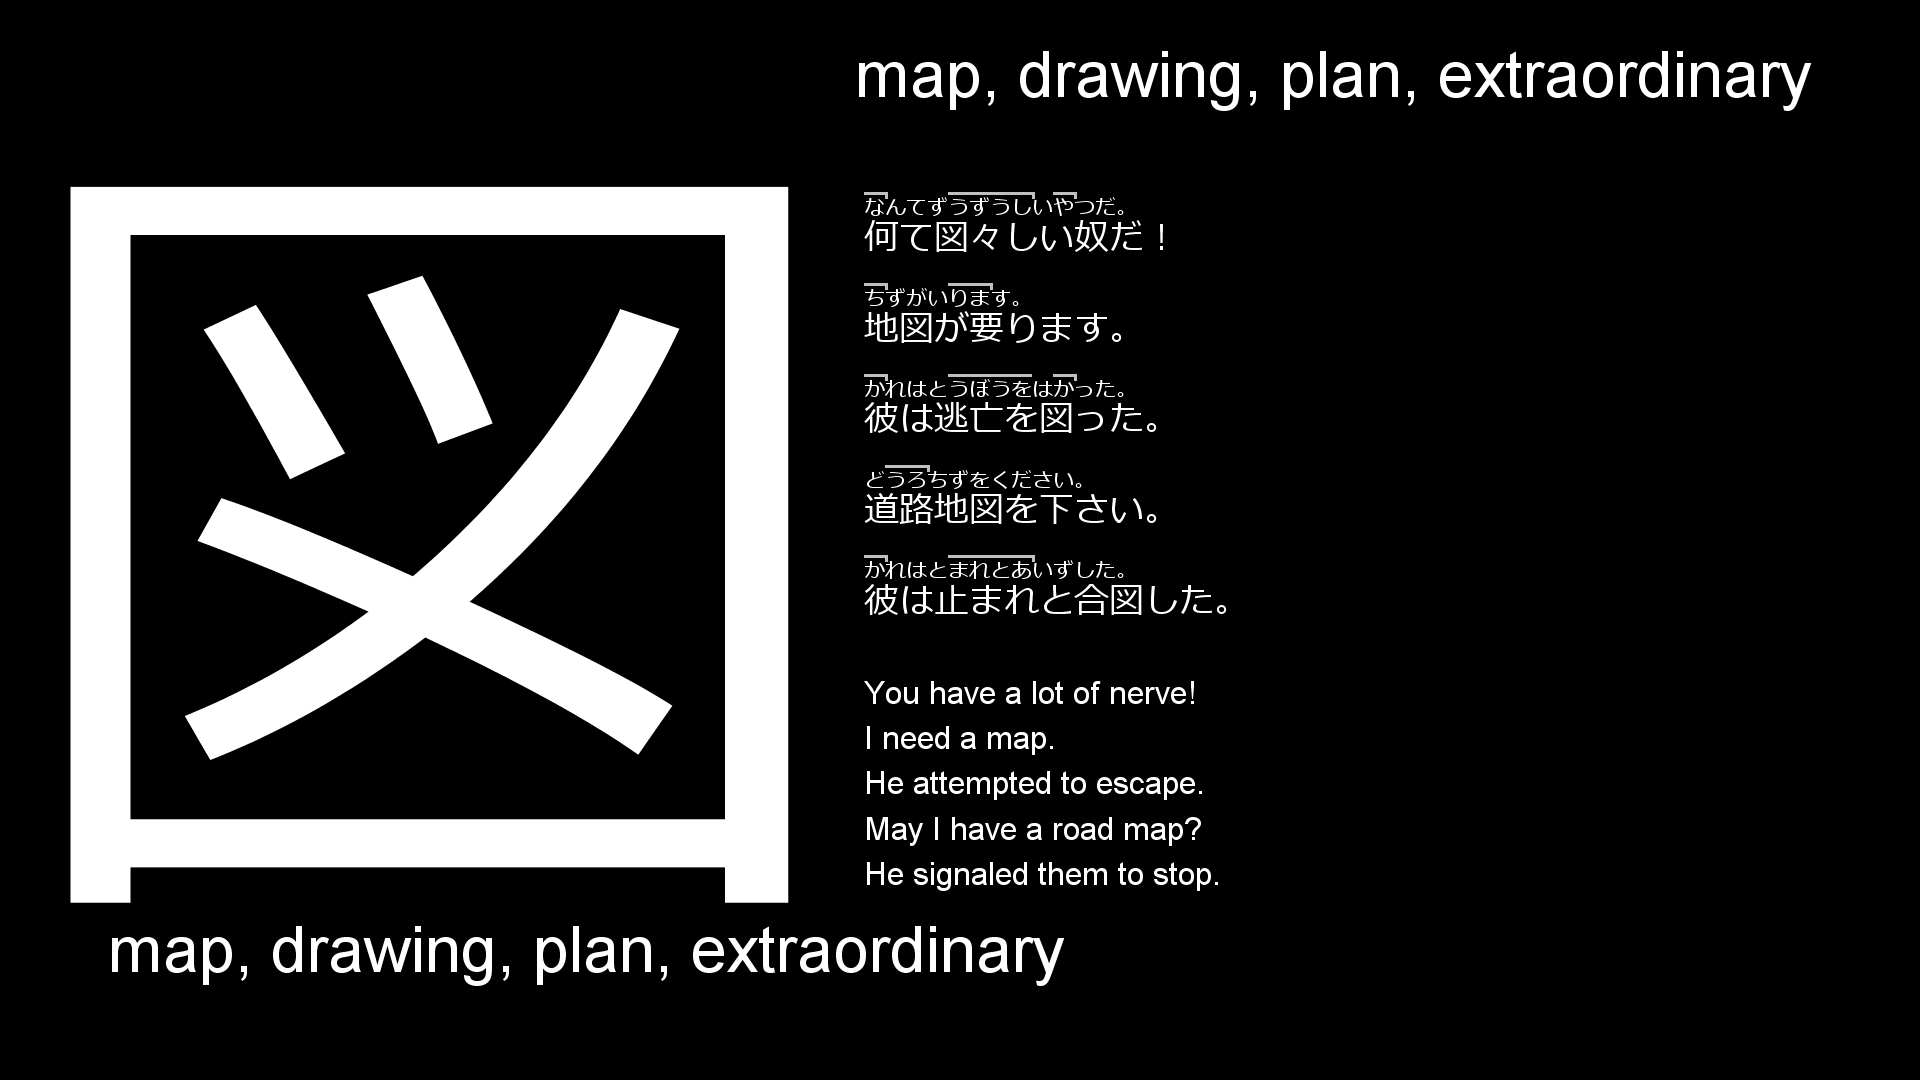 map, drawing, plan, extraordinary
図
なんてずうずうしいやつだ。
何て図々しい奴だ！
ちずがいります。
地図が要ります。
かれはとうぼうをはかった。
彼は逃亡を図った。
どうろちずをください。
道路地図を下さい。
かれはとまれとあいずした。
彼は止まれと合図した。
You have a lot of nerve!
I need a map.
He attempted to escape.
May I have a road map?
He signaled them to stop.
map, drawing, plan, extraordinary